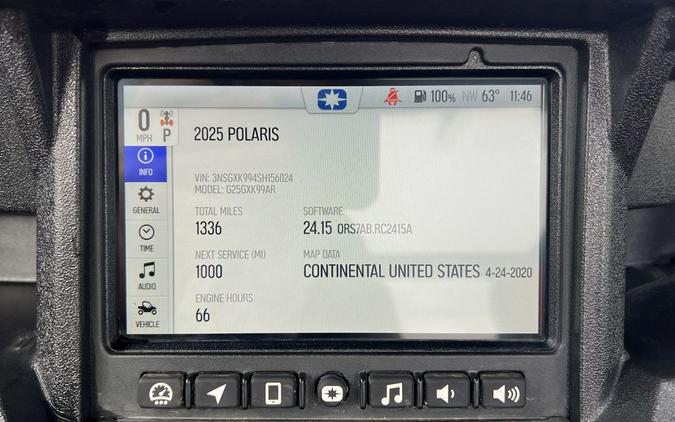 100% NW 63° 11:46
0
MPH
P
2025 POLARIS
INFO
VIN: 3NSGXK994SH156024
MODEL: G25GXK99AR
GENERAL
TOTAL MILES SOFTWARE
1336 24.15 ORS7AB.RC2415A
TIME
NEXT SERVICE (MI) MAP DATA
1000 CONTINENTAL UNITED STATES 4-24-2020
AUDIO
ENGINE HOURS
66
VEHICLE